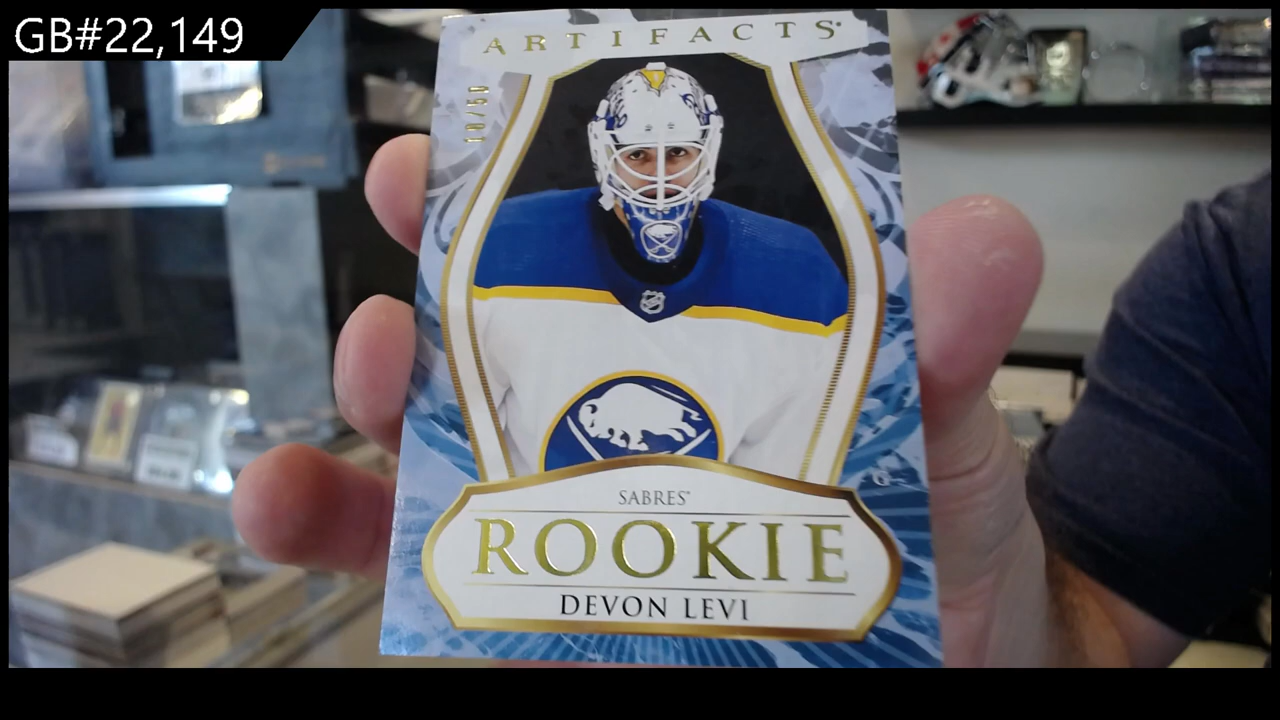 GB#22,149
ARTIFACTS
SABRES
ROOKIE
DEVON LEVI